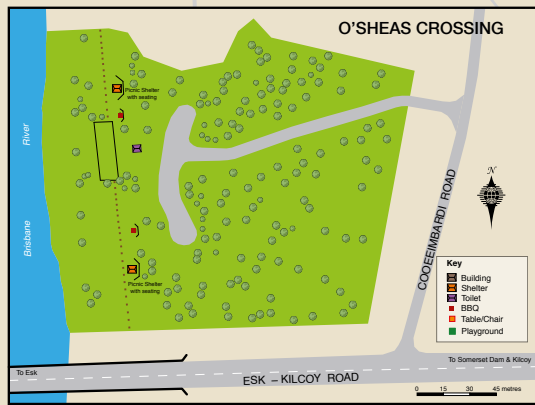 O'SHEAS CROSSING
Picnic Shelter
with seating
River
Brisbane
Picnic Shelter
with seating
COOEEIMBARDI ROAD
N
Key
Building
Shelter
Toilet
BBQ
Table/Chair
Playground
To Somerset Dam & Kilcoy
To Esk
ESK – KILCOY ROAD
0 15 30 45 metres